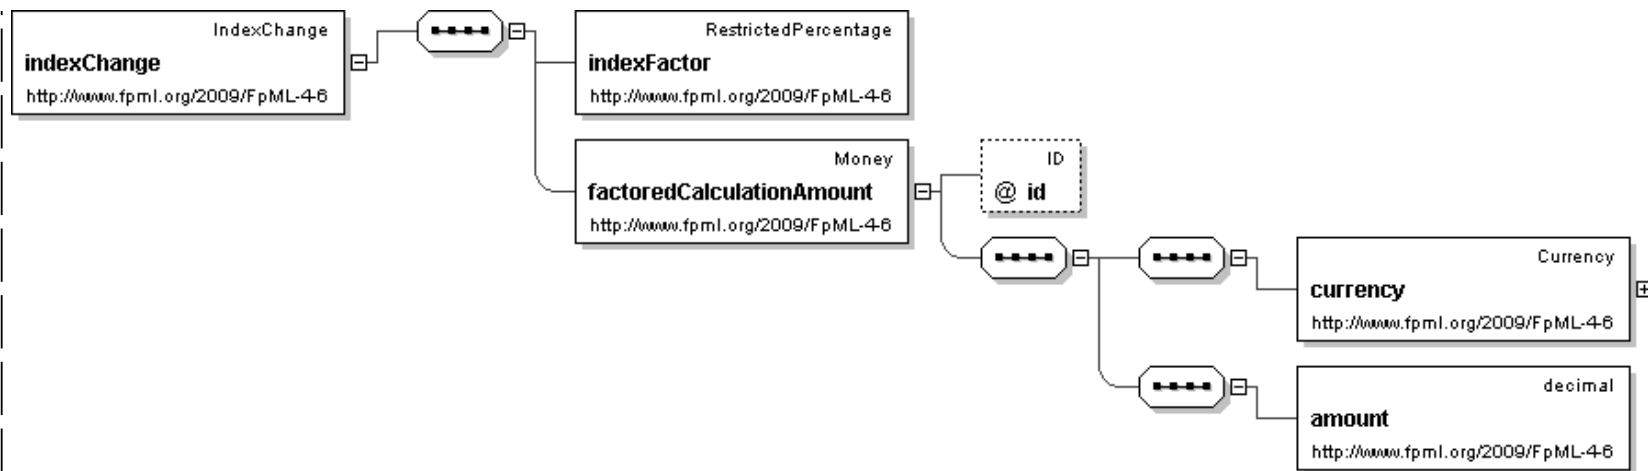 IndexChange
indexChange
http://www.fpml.org/2009/FpML-4-6
RestrictedPercentage
indexFactor
http://www.fpml.org/2009/FpML-4-6
Money
factoredCalculationAmount
http://www.fpml.org/2009/FpML-4-6
ID
@ id
Currency
currency
http://www.fpml.org/2009/FpML-4-6
decimal
amount
http://www.fpml.org/2009/FpML-4-6